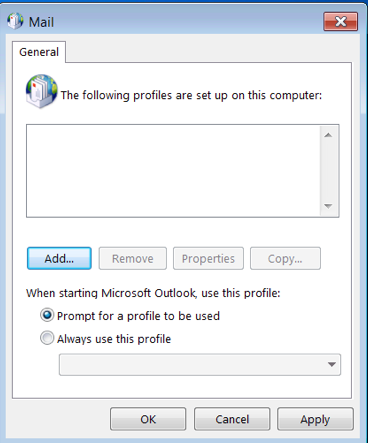 Mail
General
The following profiles are set up on this computer:
Add...
Remove
Properties
Copy...
When starting Microsoft Outlook, use this profile:
Prompt for a profile to be used
Always use this profile
OK
Cancel
Apply